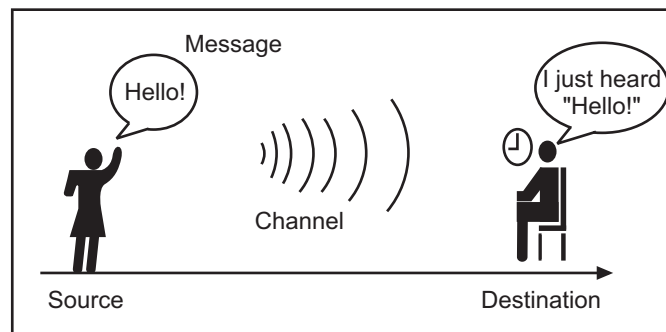 Message
Hello!
I just heard
"Hello!"
Channel
Source
Destination